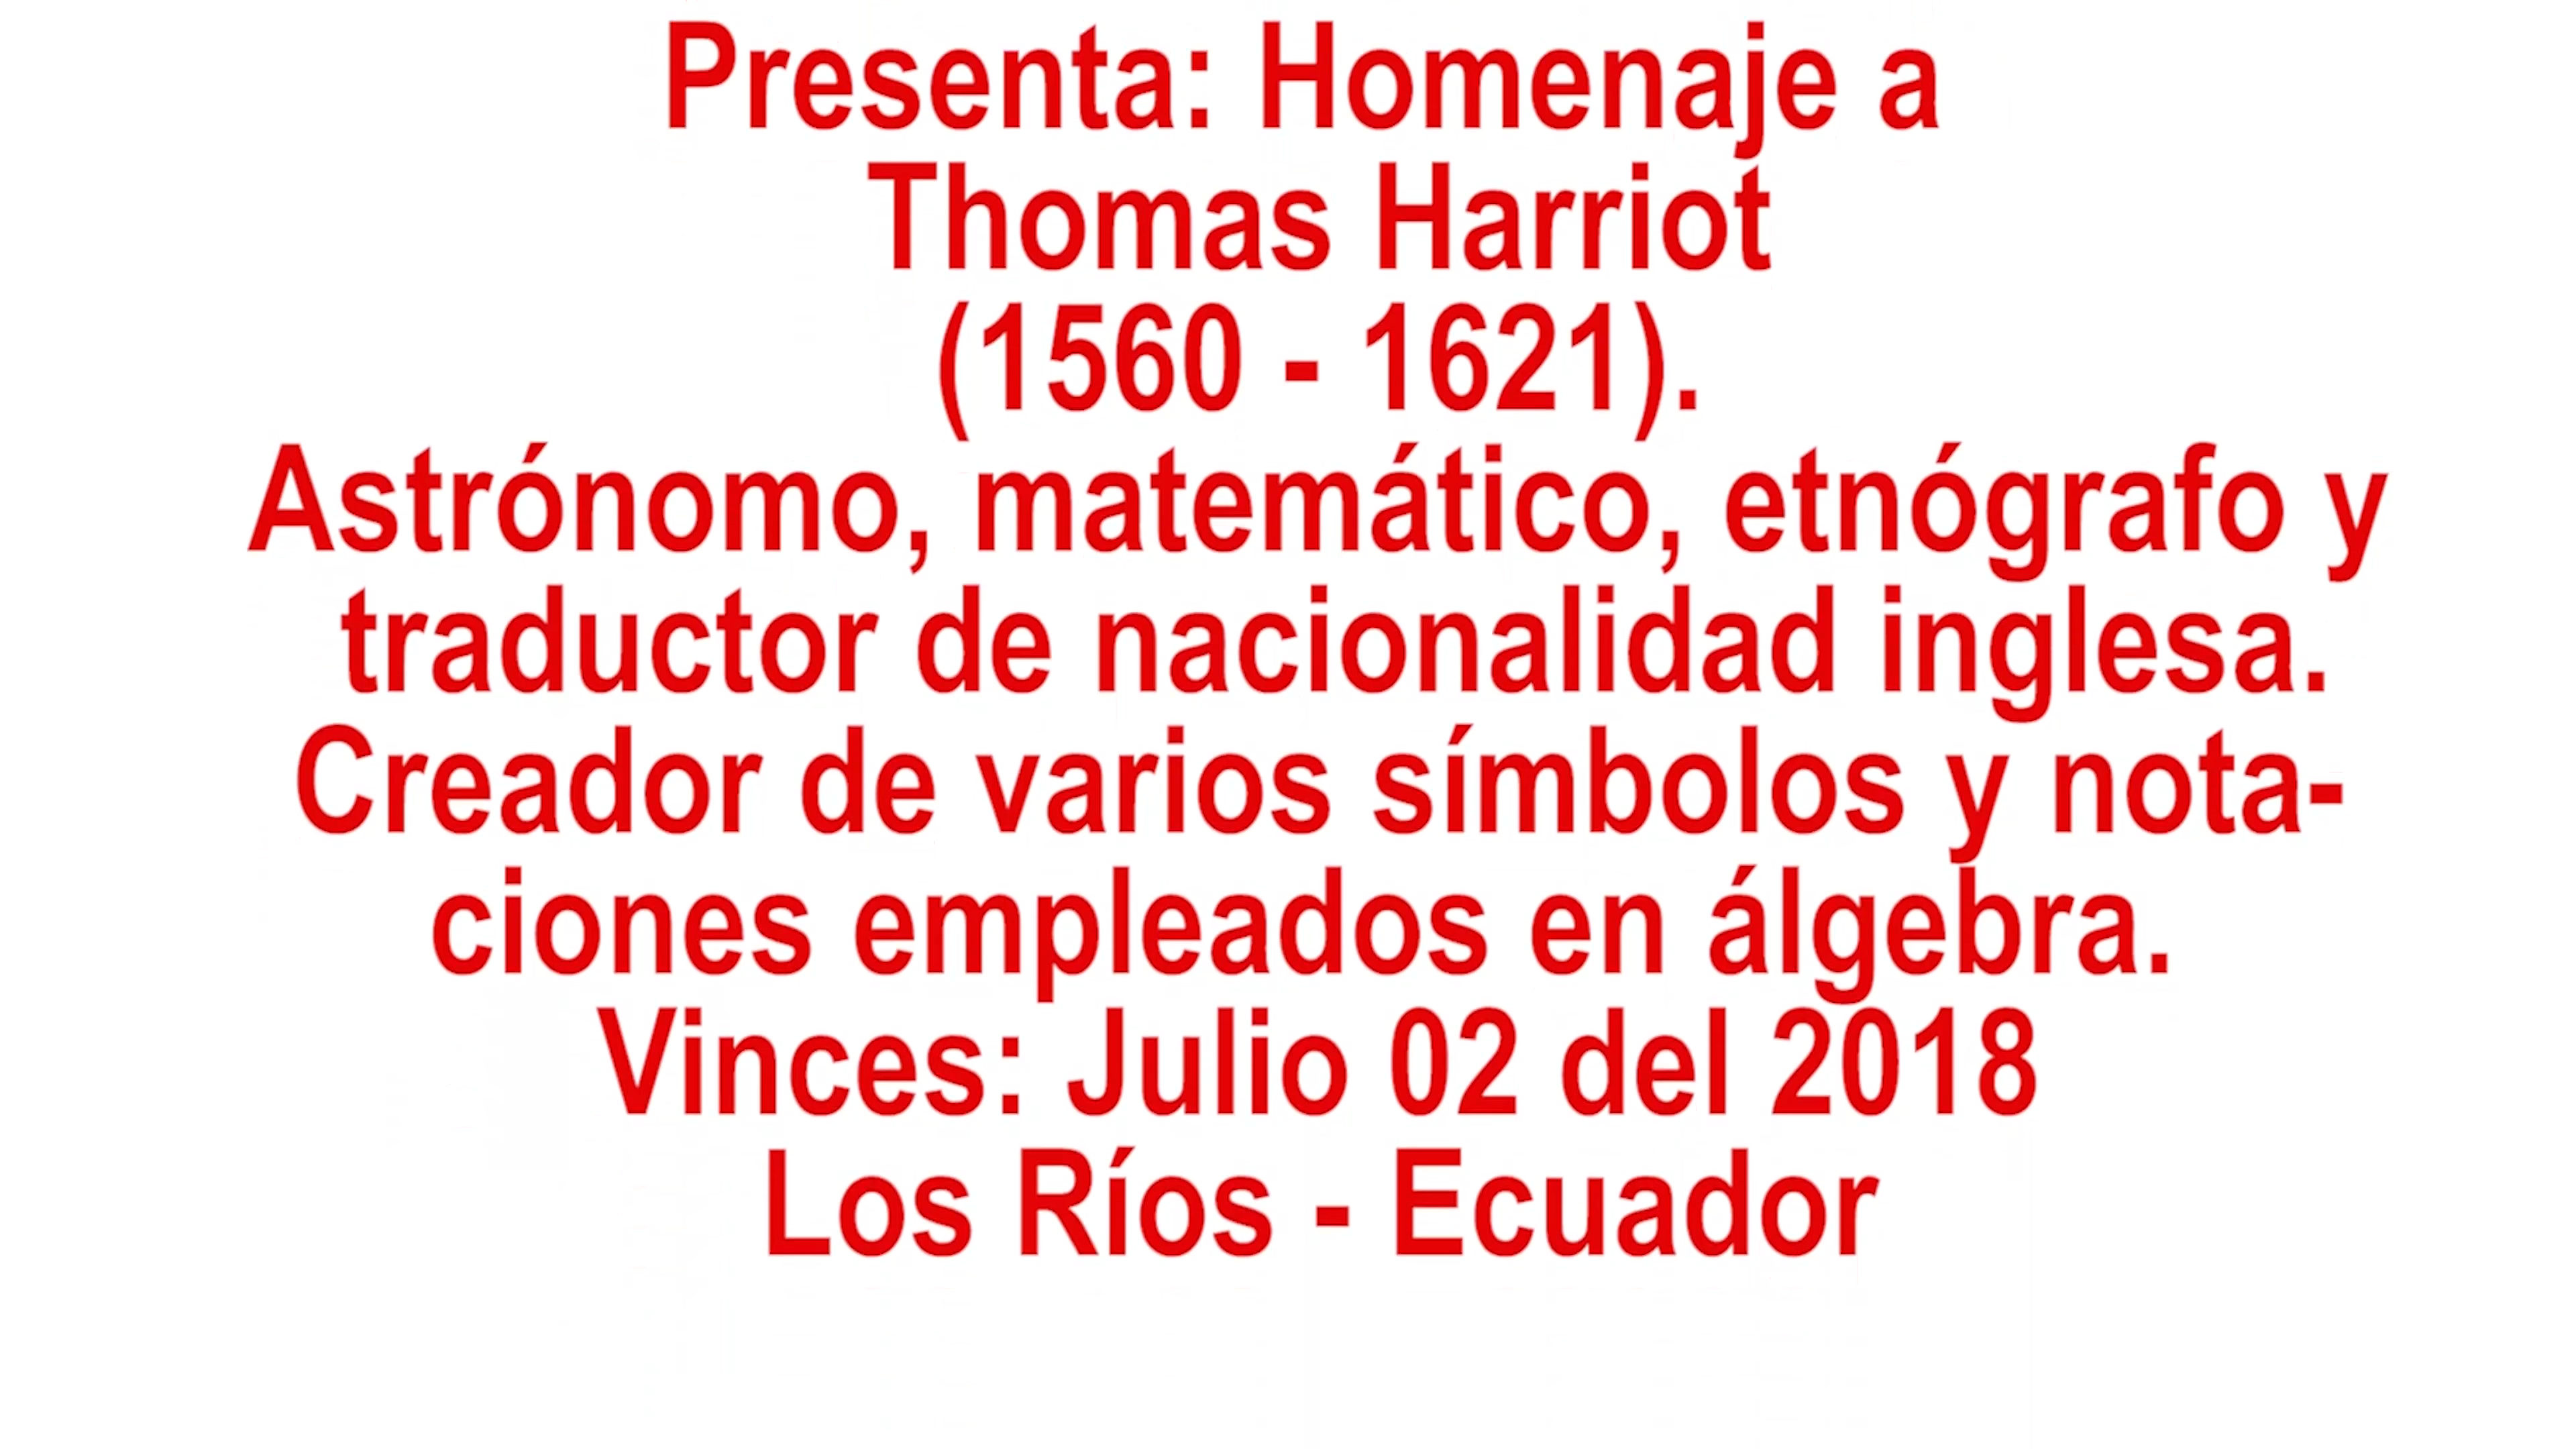 Presenta: Homenaje a
Thomas Harriot
(1560 - 1621).
Astrónomo, matemático, etnógrafo y
traductor de nacionalidad inglesa.
Creador de varios símbolos y nota-
ciones empleados en álgebra.
Vinces: Julio 02 del 2018
Los Ríos - Ecuador